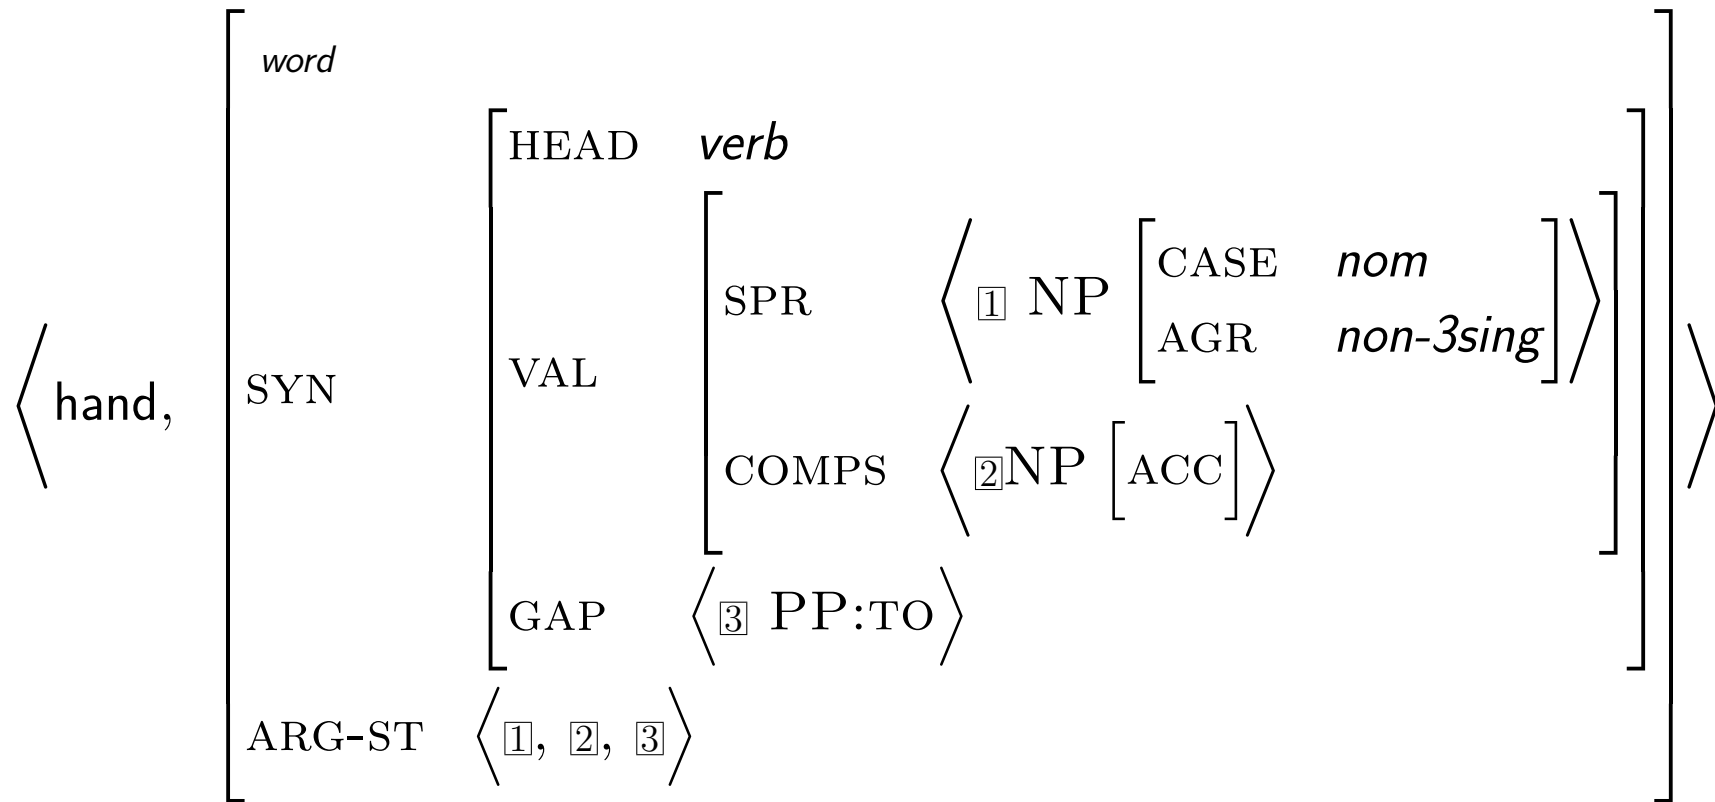 word
HEAD verb
CASE nom
SPR ⟨ 1 NP
AGR non-3sing
VAL
SYN
⟨ hand,
COMPS ⟨ 2 NP [ACC] ⟩
GAP ⟨ 3 PP:TO ⟩
ARG-ST ⟨ 1, 2, 3 ⟩